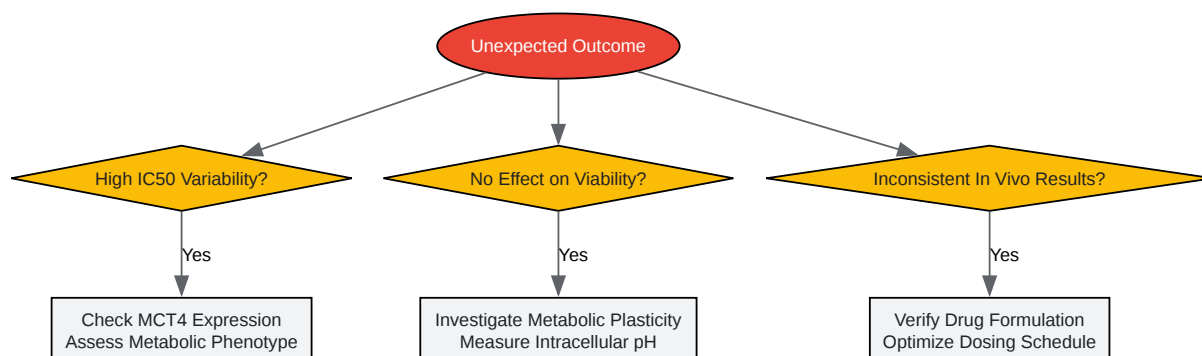 Unexpected Outcome
High IC50 Variability?
No Effect on Viability?
Inconsistent In Vivo Results?
Yes
Yes
Yes
Check MCT4 Expression
Assess Metabolic Phenotype
Investigate Metabolic Plasticity
Measure Intracellular pH
Verify Drug Formulation
Optimize Dosing Schedule